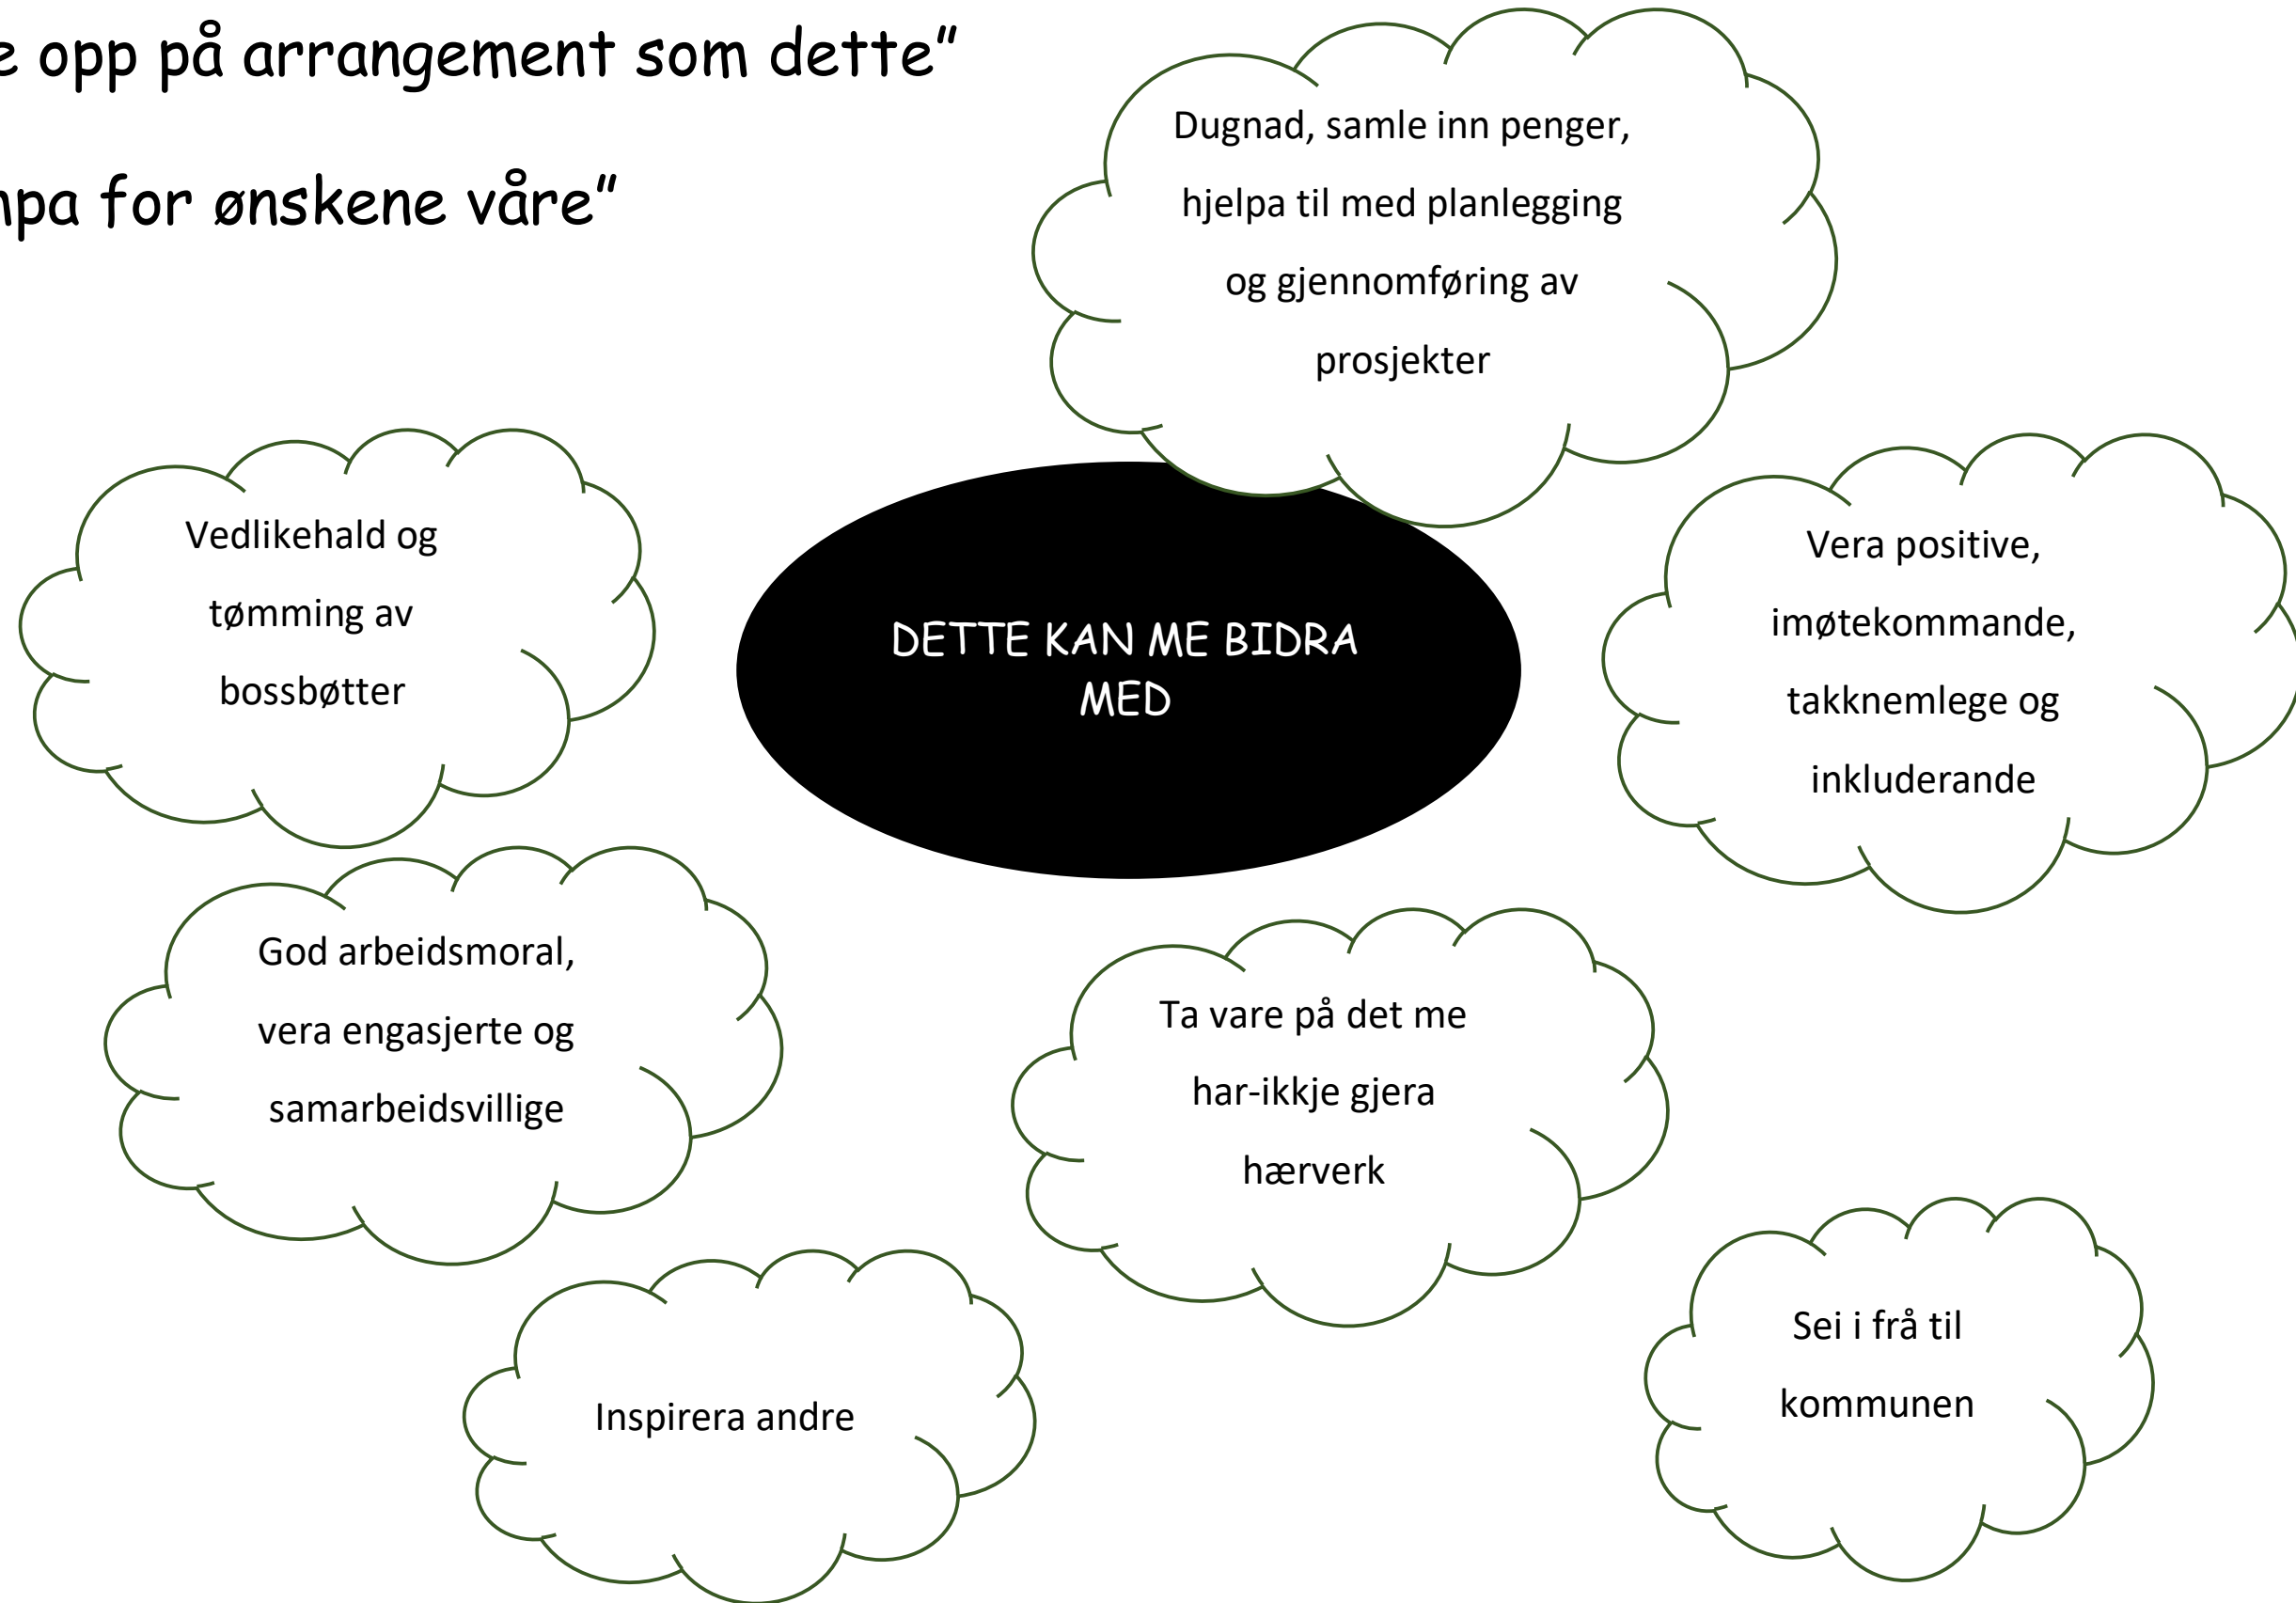 e opp på arrangement som dette"
mpa for ønskene våre"
Dugnad, samle inn penger,
hjelpa til med planlegging
og gjennomføring av
prosjekter
Vedlikehald og
tømming av
bossbøtter
DETTE KAN ME BIDRA
MED
Vera positive,
imøtekommande,
takknemlege og
inkluderande
God arbeidsmoral,
vera engasjerte og
samarbeidsvillige
Ta vare på det me
har-ikkje gjera
hærverk
Inspirera andre
Sei i frå til
kommunen